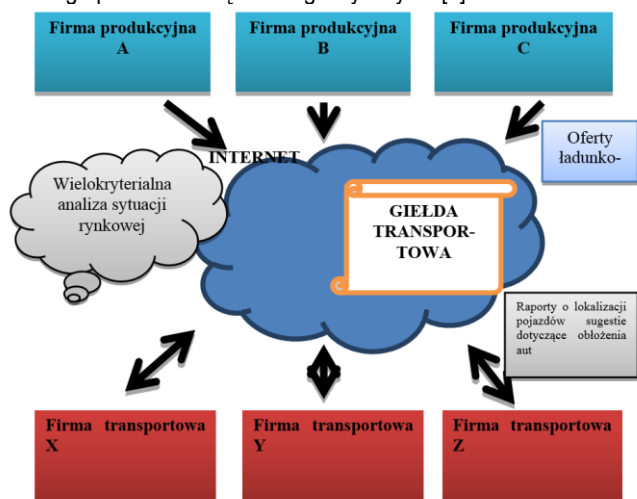 Firma produkcyjna
A
Firma produkcyjna
B
Firma produkcyjna
C
INTERNET
Oferty
ładunko-
Wielokryterialna
analiza sytuacji
rynkowej
GIEŁDA
TRANSPOR-
TOWA
Raporty o lokalizacji
pojazdów sugestie
dotyczące obłożenia
aut
Firma transportowa
X
Firma transportowa
Y
Firma transportowa
Z